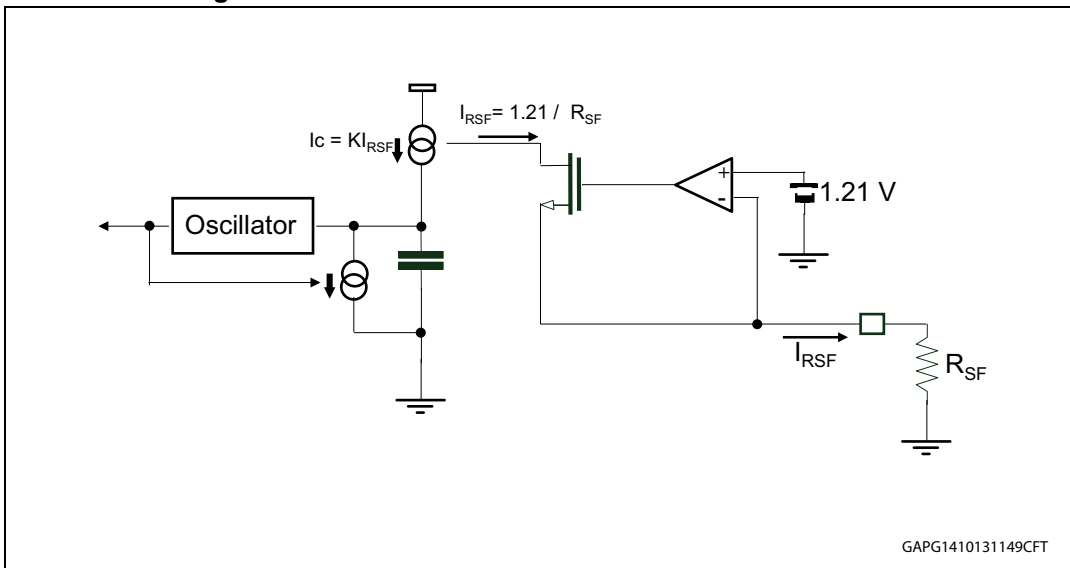 I_RSF= 1.21 / R_SF
Ic = KI_RSF
+
-
1.21 V
Oscillator
I_RSF
R_SF
GAPG1410131149CFT